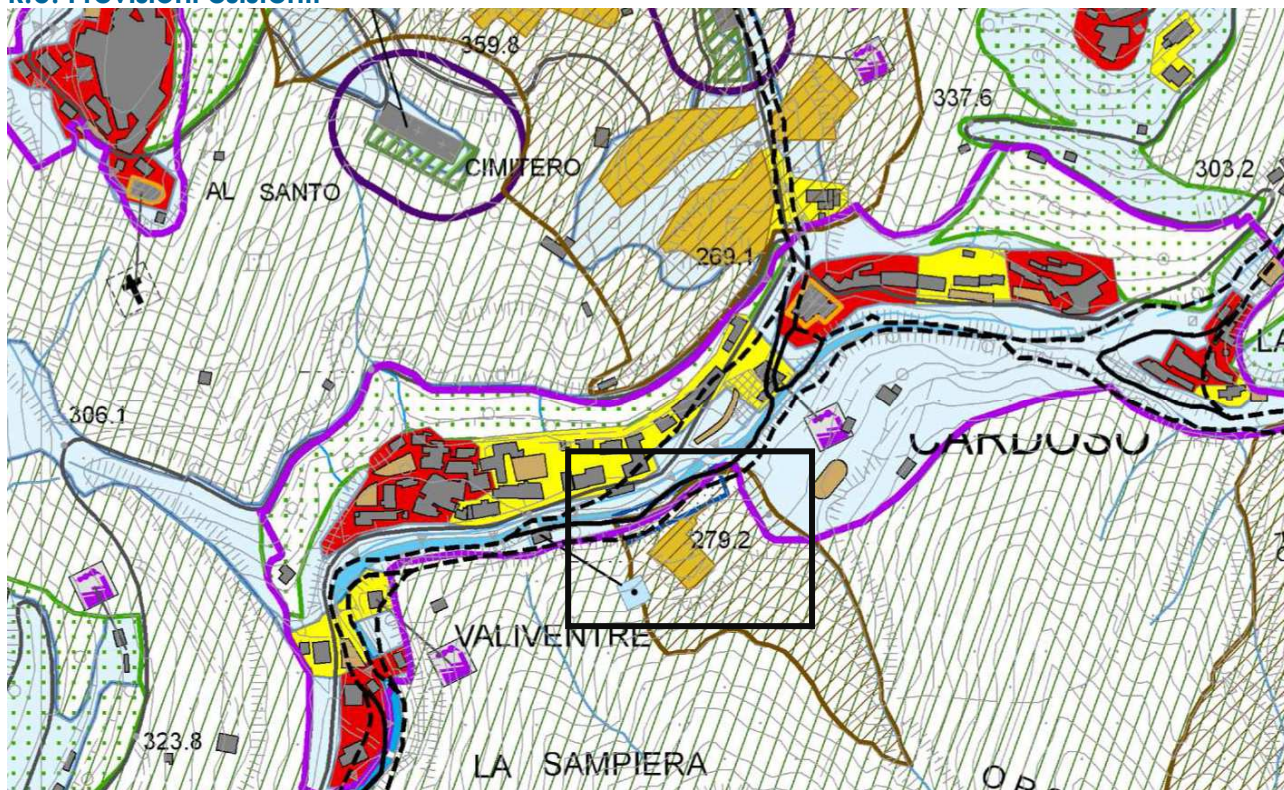 359.8
337.6
303.2
AL SANTO
CIMITERO
269.1
306.1
CARDOSO
279.2
VALIVENTRE
323.8
LA SAMPIERA